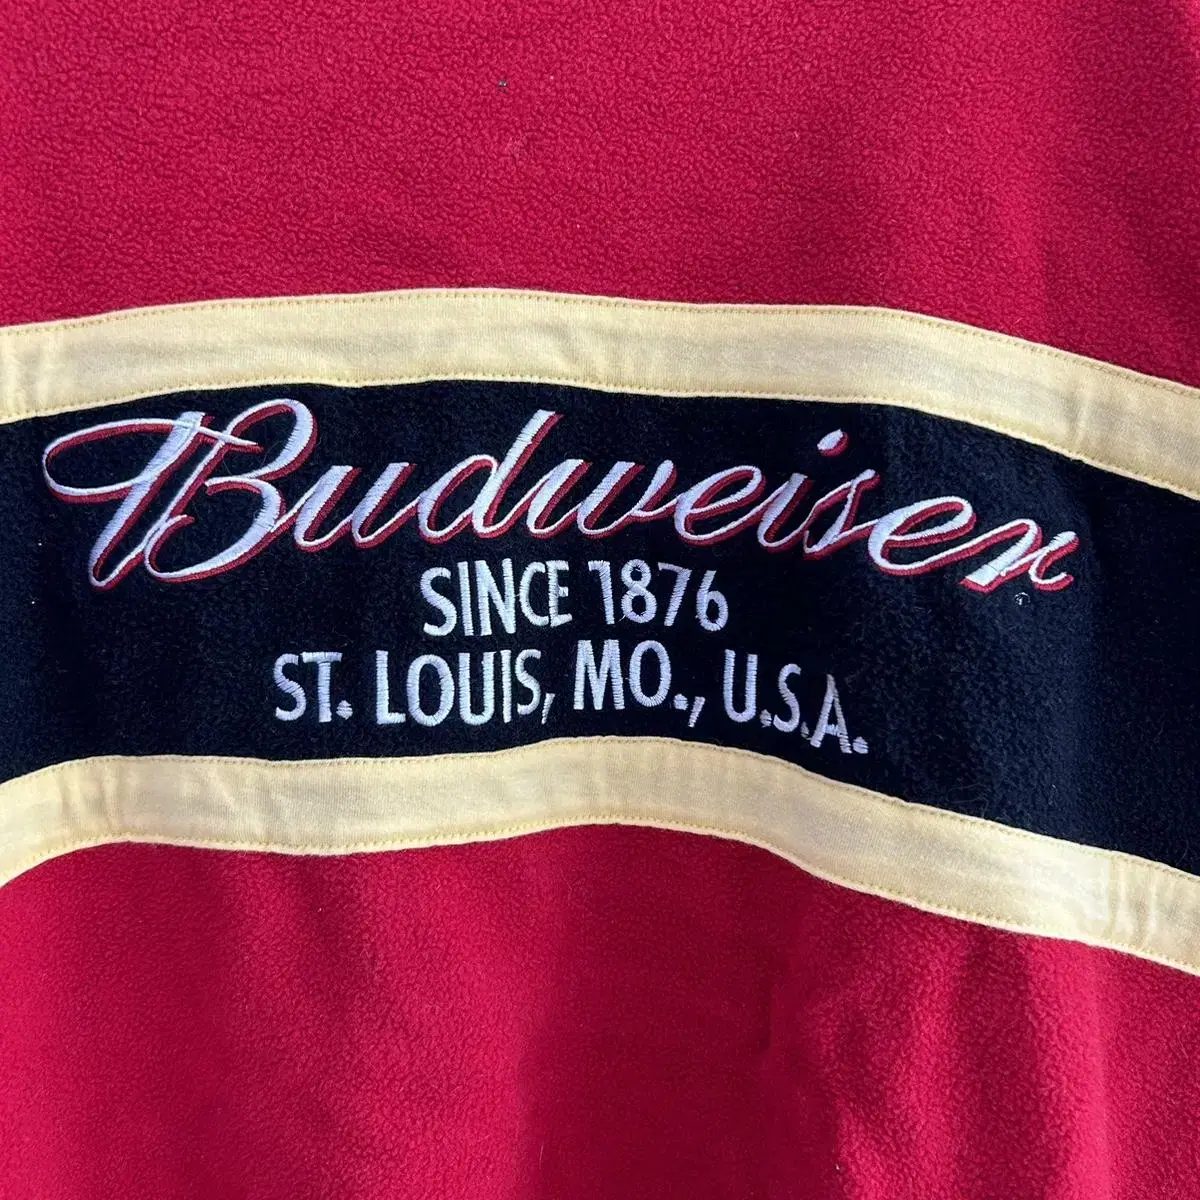 Budweiser
SINCE 1876
ST. LOUIS, MO., U.S.A.